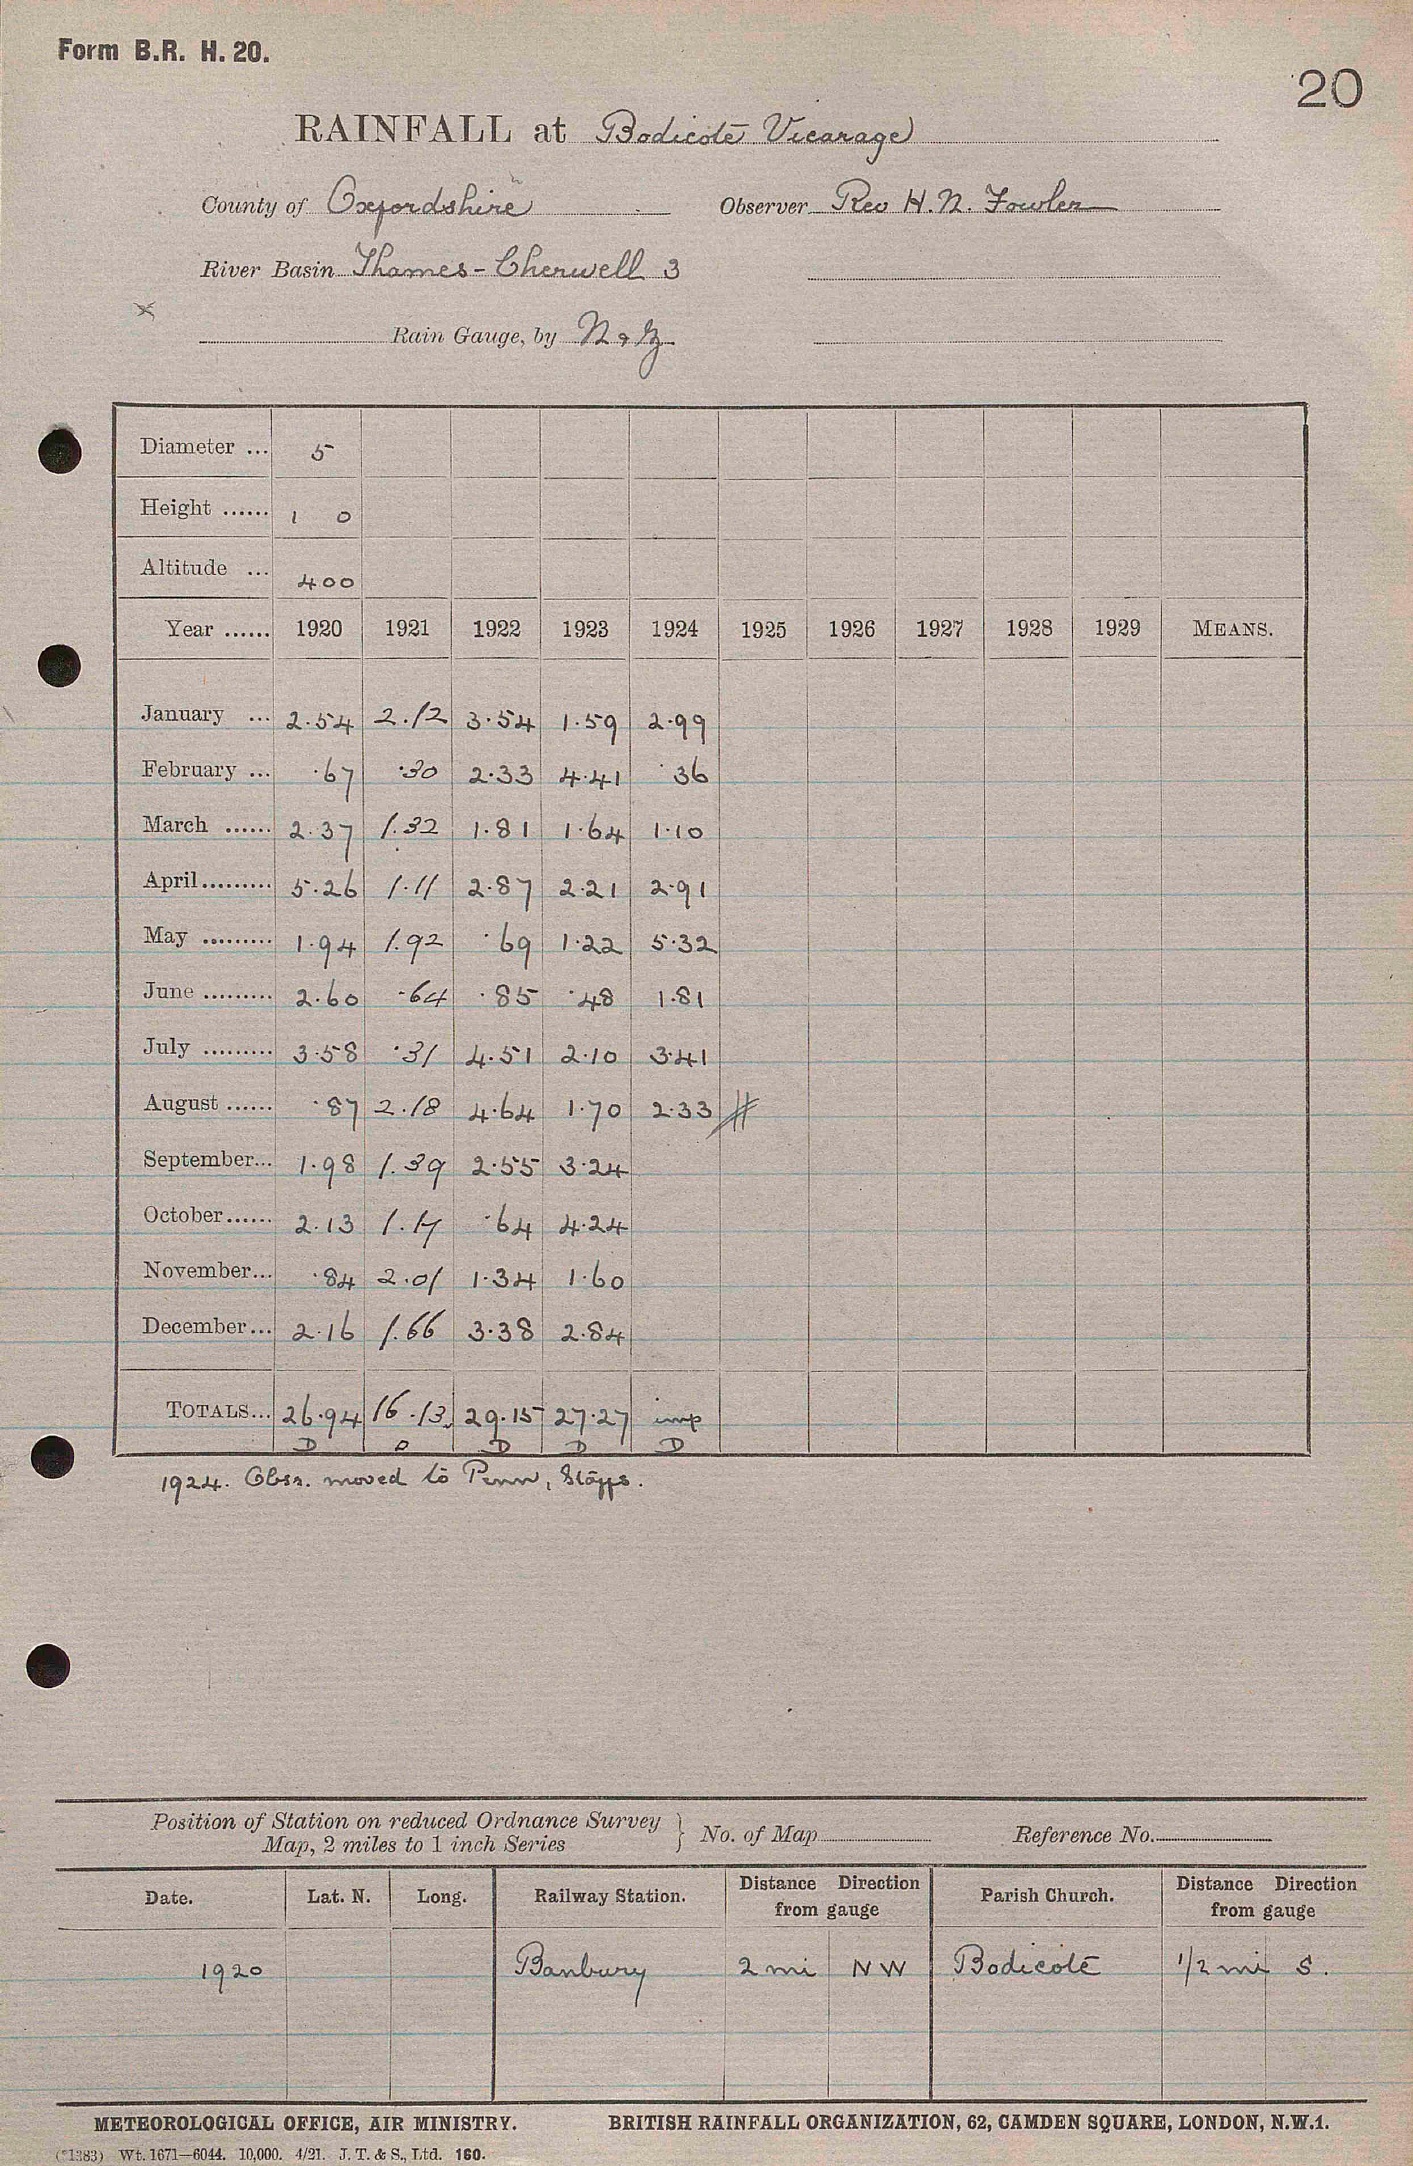 Form B.R. H. 20.
20
RAINFALL at Bodicote Vicarage
County of Oxfordshire Observer Rev H. N. Fowler
River Basin Thames - Cherwell 3
Rain Gauge, by N & Z
Diameter ... 5
Height ...... 1 0
Altitude ... 400
Year ...... 1920 1921 1922 1923 1924 1925 1926 1927 1928 1929 MEANS.
January ... 2.54 2.12 3.54 1.59 2.99
February ... .67 .30 2.33 4.41 .36
March ...... 2.37 1.32 1.81 1.64 1.10
April......... 5.26 1.11 2.87 2.21 2.91
May ......... 1.94 1.92 .69 1.22 5.32
June ......... 2.60 .64 .85 .48 1.81
July ......... 3.58 .31 4.51 2.10 3.41
August ...... .87 2.18 4.64 1.70 2.33
September... 1.98 1.39 2.55 3.24
October...... 2.13 1.17 .64 4.24
November... .84 2.01 1.34 1.60
December... 2.16 1.66 3.38 2.84
TOTALS... 26.94 16.13 29.15 27.27 imp
D D D D D
1924. Obsr. moved to Penn, Staffs.
Position of Station on reduced Ordnance Survey
Map, 2 miles to 1 inch Series } No. of Map Reference No.
Date. Lat. N. Long. Railway Station. Distance Direction from gauge Parish Church. Distance Direction from gauge
1920 Banbury 2 mi NW Bodicote 1/2 mi S.
METEOROLOGICAL OFFICE, AIR MINISTRY. BRITISH RAINFALL ORGANIZATION, 62, CAMDEN SQUARE, LONDON, N.W.1.
(*1383) Wt. 1671—6044. 10,000. 4/21. J. T. & S., Ltd. 160.